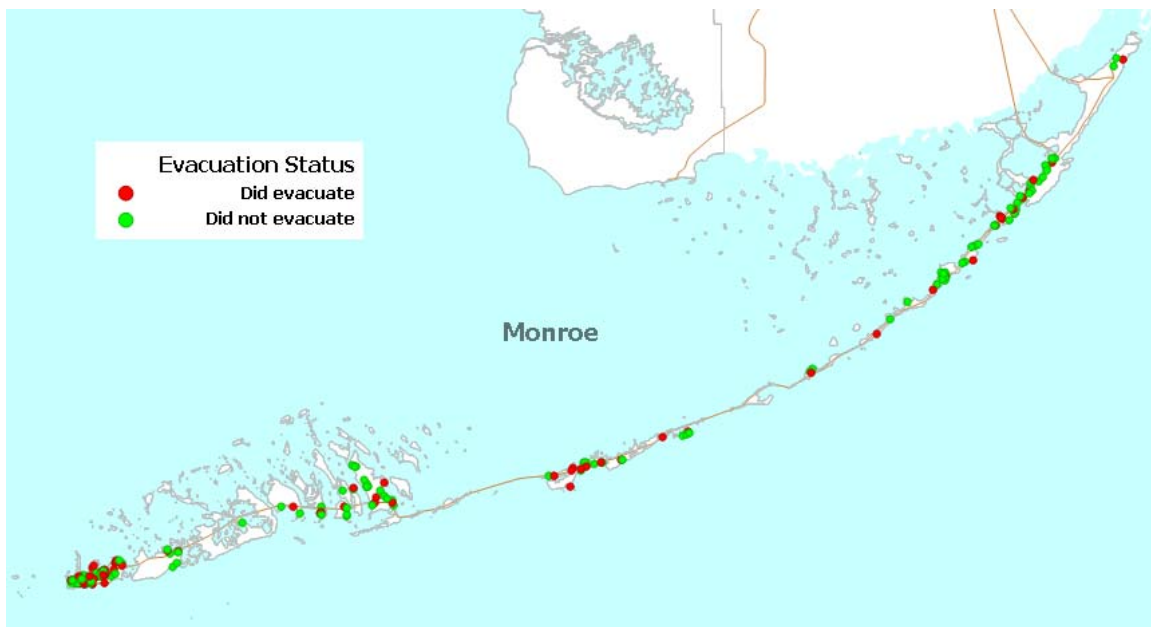 Evacuation Status
Did evacuate
Did not evacuate
Monroe